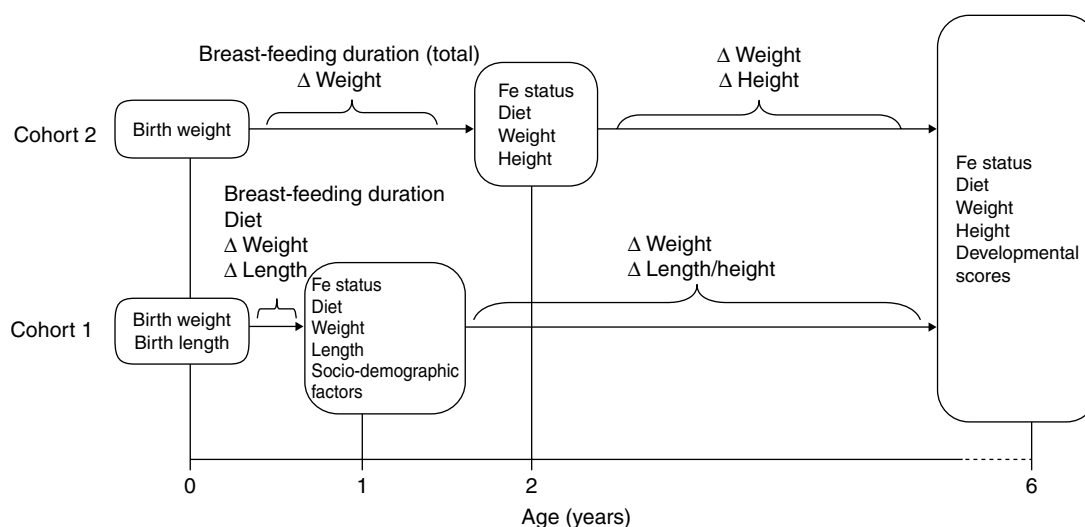 Breast-feeding duration (total)
Δ Weight
Δ Weight
Δ Height
Cohort 2
Birth weight
Fe status
Diet
Weight
Height
Breast-feeding duration
Diet
Δ Weight
Δ Length
Δ Weight
Δ Length/height
Cohort 1
Birth weight
Birth length
Fe status
Diet
Weight
Length
Socio-demographic
factors
Fe status
Diet
Weight
Height
Developmental
scores
0
1
2
6
Age (years)